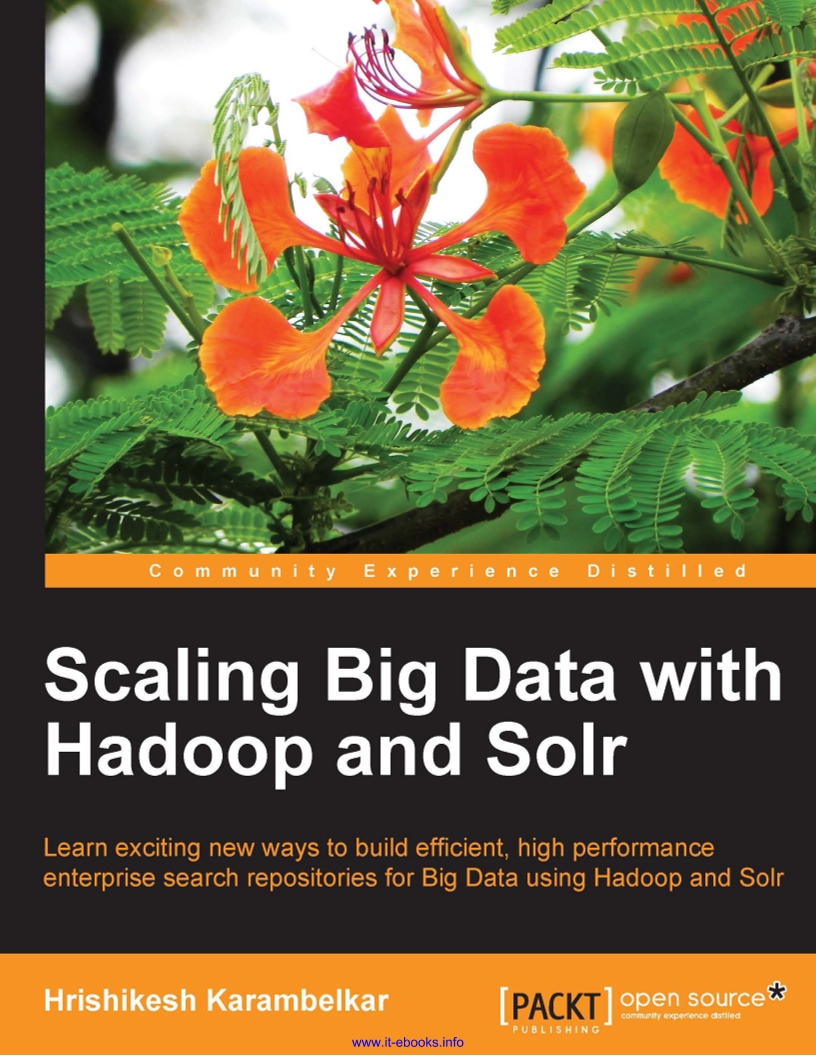 Community Experience Distilled
Scaling Big Data with
Hadoop and Solr
Learn exciting new ways to build efficient, high performance
enterprise search repositories for Big Data using Hadoop and Solr
Hrishikesh Karambelkar
[PACKT] open source*
PUBLISHING community experience distilled
www.it-ebooks.info